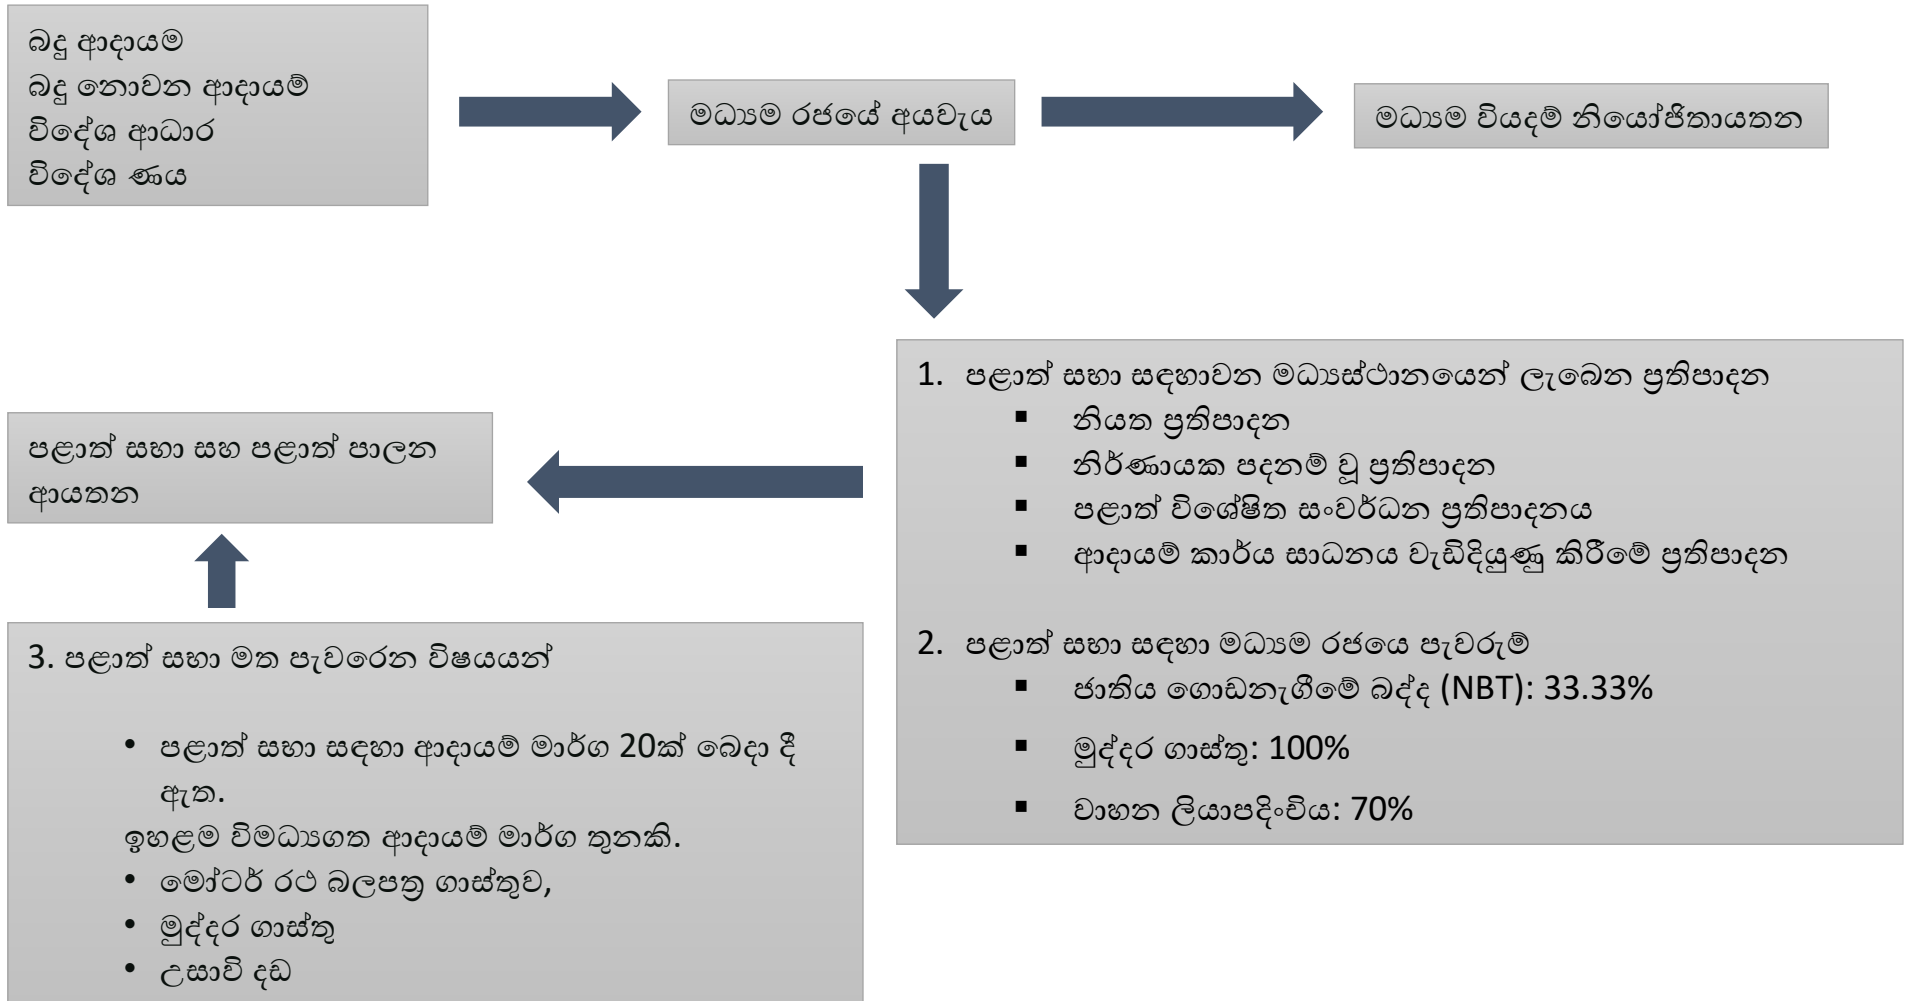 බදු ආදායම
බදු නොවන ආදායම්
විදේශ ආධාර
විදේශ ණය
මධ්‍යම රජයේ අයවැය
මධ්‍යම වියදම් නියෝජිතායතන
1. පළාත් සභා සඳහාවන මධ්‍යස්ථානයෙන් ලැබෙන ප්‍රතිපාදන
▪ නියත ප්‍රතිපාදන
▪ නිර්ණායක පදනම් වූ ප්‍රතිපාදන
▪ පළාත් විශේෂිත සංවර්ධන ප්‍රතිපාදනය
▪ ආදායම් කාර්ය සාධනය වැඩිදියුණු කිරීමේ ප්‍රතිපාදන
2. පළාත් සභා සඳහා මධ්‍යම රජයෙ පැවරුම්
▪ ජාතිය ගොඩනැගීමේ බද්ද (NBT): 33.33%
▪ මුද්දර ගාස්තු: 100%
▪ වාහන ලියාපදිංචිය: 70%
පළාත් සභා සහ පළාත් පාලන
ආයතන
3. පළාත් සභා මත පැවරෙන විෂයයන්
• පළාත් සභා සඳහා ආදායම් මාර්ග 20ක් බෙදා දී
ඇත.
ඉහළම විමධ්‍යගත ආදායම් මාර්ග තුනකි.
• මෝටර් රථ බලපත්‍ර ගාස්තුව,
• මුද්දර ගාස්තු
• උසාවි දඩ